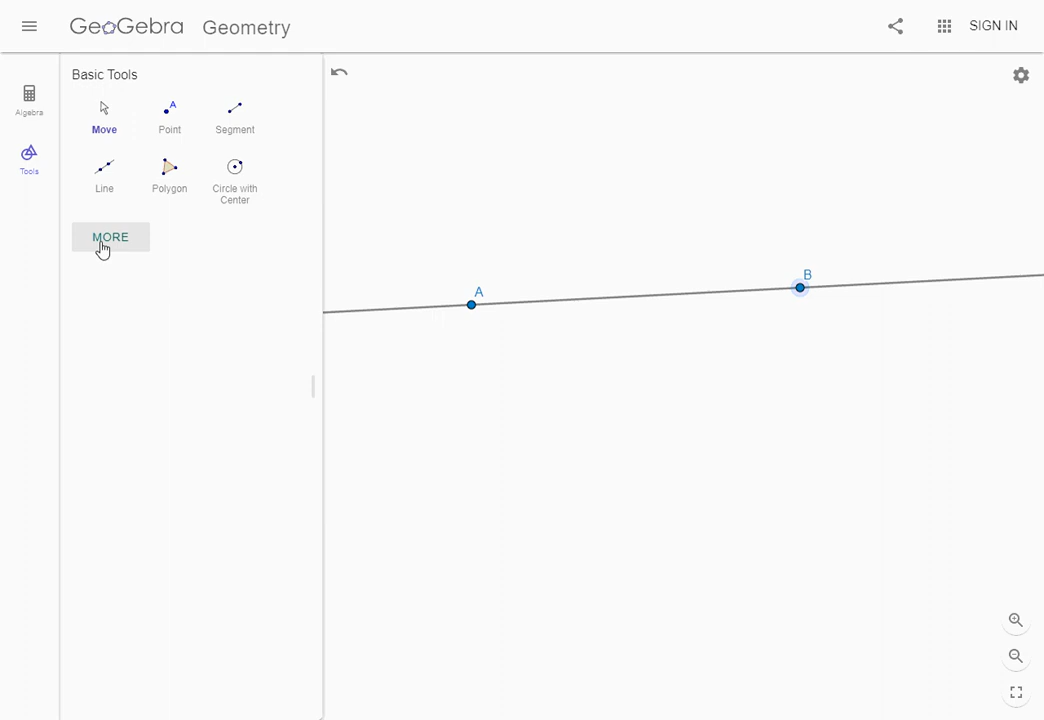 GeoGebra Geometry
SIGN IN
Algebra
Tools
Basic Tools
Move
Point
Segment
Line
Polygon
Circle with
Center
MORE
A
A
B